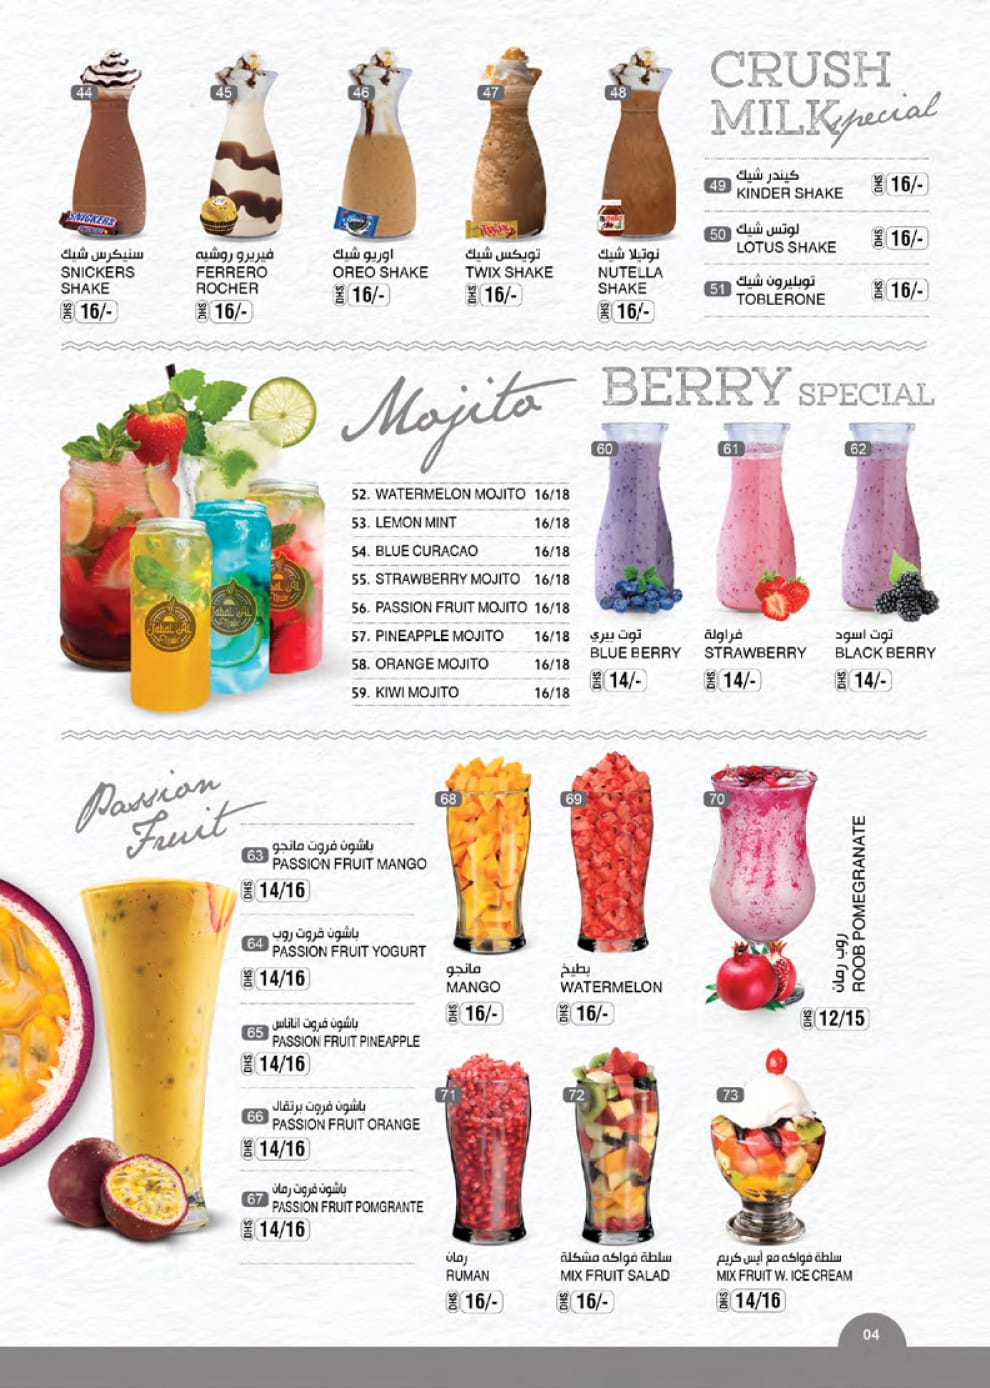 CRUSH
MILK special
44
سنيكرس شيك
SNICKERS
SHAKE
DHS 16/-
45
فيريرو روشيه
FERRERO
ROCHER
DHS 16/-
46
اوريو شيك
OREO SHAKE
DHS 16/-
47
تويكس شيك
TWIX SHAKE
DHS 16/-
48
نوتيلا شيك
NUTELLA
SHAKE
DHS 16/-
49 كيندر شيك
KINDER SHAKE
DHS 16/-
50 لوتس شيك
LOTUS SHAKE
DHS 16/-
51 توبليرون شيك
TOBLERONE
DHS 16/-
SNICKERS
TWIX
nutella
Mojito
52. WATERMELON MOJITO 16/18
53. LEMON MINT 16/18
54. BLUE CURACAO 16/18
55. STRAWBERRY MOJITO 16/18
56. PASSION FRUIT MOJITO 16/18
57. PINEAPPLE MOJITO 16/18
58. ORANGE MOJITO 16/18
59. KIWI MOJITO 16/18
Jabal AL
Noor
Jabal AL
Noor
BERRY SPECIAL
60
توت بيري
BLUE BERRY
DHS 14/-
61
فراولة
STRAWBERRY
DHS 14/-
62
توت اسود
BLACK BERRY
DHS 14/-
Passion
Fruit
63 باشون فروت مانجو
PASSION FRUIT MANGO
DHS 14/16
64 باشون فروت روب
PASSION FRUIT YOGURT
DHS 14/16
65 باشون فروت اناناس
PASSION FRUIT PINEAPPLE
DHS 14/16
66 باشون فروت برتقال
PASSION FRUIT ORANGE
DHS 14/16
67 باشون فروت رمان
PASSION FRUIT POMGRANTE
DHS 14/16
68
مانجو
MANGO
DHS 16/-
69
بطيخ
WATERMELON
DHS 16/-
70
روب رمان
ROOB POMEGRANATE
DHS 12/15
71
رمان
RUMAN
DHS 16/-
72
سلطة فواكه مشكلة
MIX FRUIT SALAD
DHS 16/-
73
سلطة فواكه مع أيس كريم
MIX FRUIT W. ICE CREAM
DHS 14/16
04